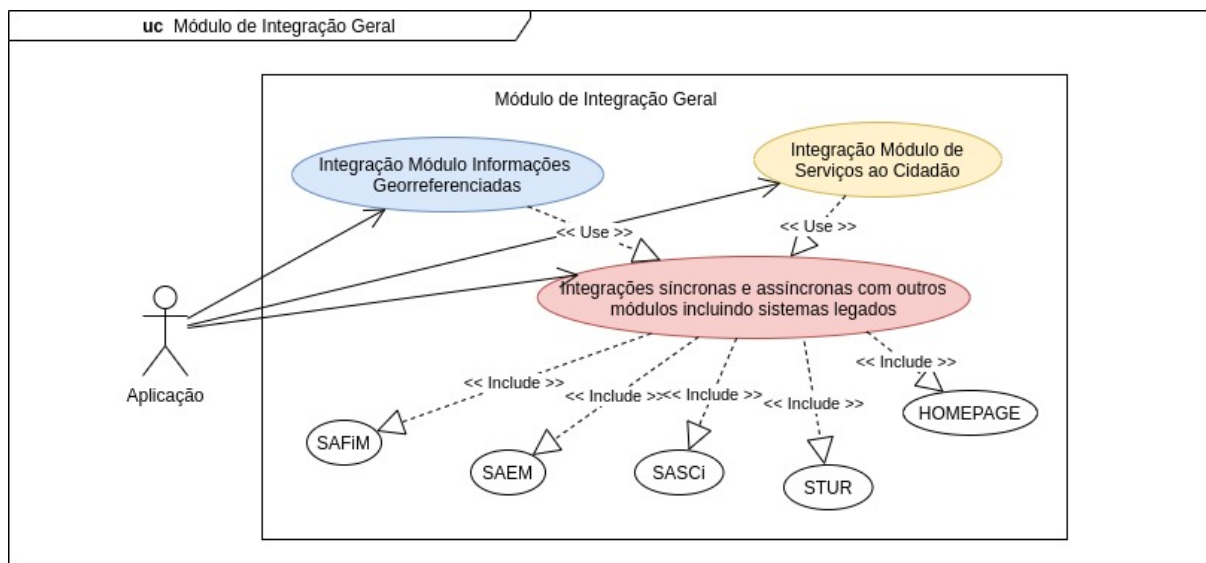 uc Módulo de Integração Geral
Módulo de Integração Geral
Integração Módulo Informações
Georreferenciadas
Integração Módulo de
Serviços ao Cidadão
<< Use >>
<< Use >>
Integrações síncronas e assíncronas com outros
módulos incluindo sistemas legados
Aplicação
<< Include >>
<< Include >>
<< Include >>
<< Include >>
<< Include >>
SAFiM
SAEM
SASCi
STUR
HOMEPAGE